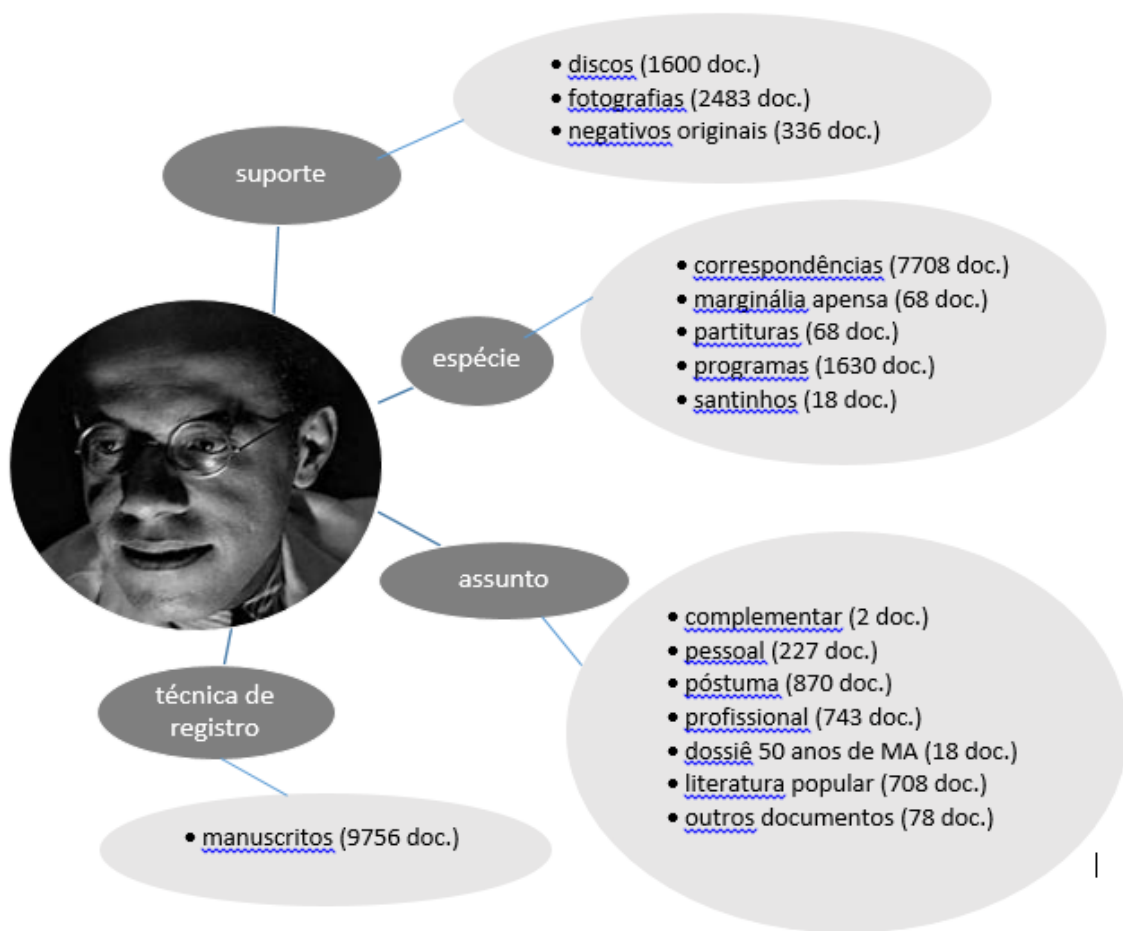 suporte
• discos (1600 doc.)
• fotografias (2483 doc.)
• negativos originais (336 doc.)
espécie
• correspondências (7708 doc.)
• marginália apensa (68 doc.)
• partituras (68 doc.)
• programas (1630 doc.)
• santinhos (18 doc.)
assunto
• complementar (2 doc.)
• pessoal (227 doc.)
• póstuma (870 doc.)
• profissional (743 doc.)
• dossiê 50 anos de MA (18 doc.)
• literatura popular (708 doc.)
• outros documentos (78 doc.)
técnica de
registro
• manuscritos (9756 doc.)